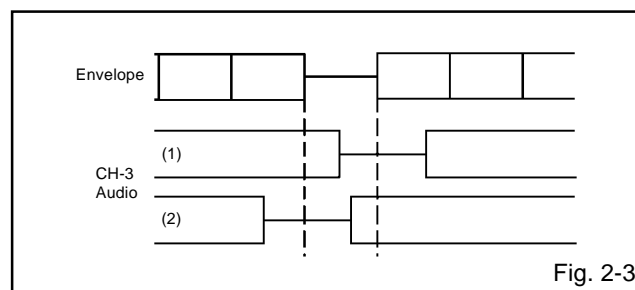 Envelope
(1)
CH-3
Audio
(2)
Fig. 2-3